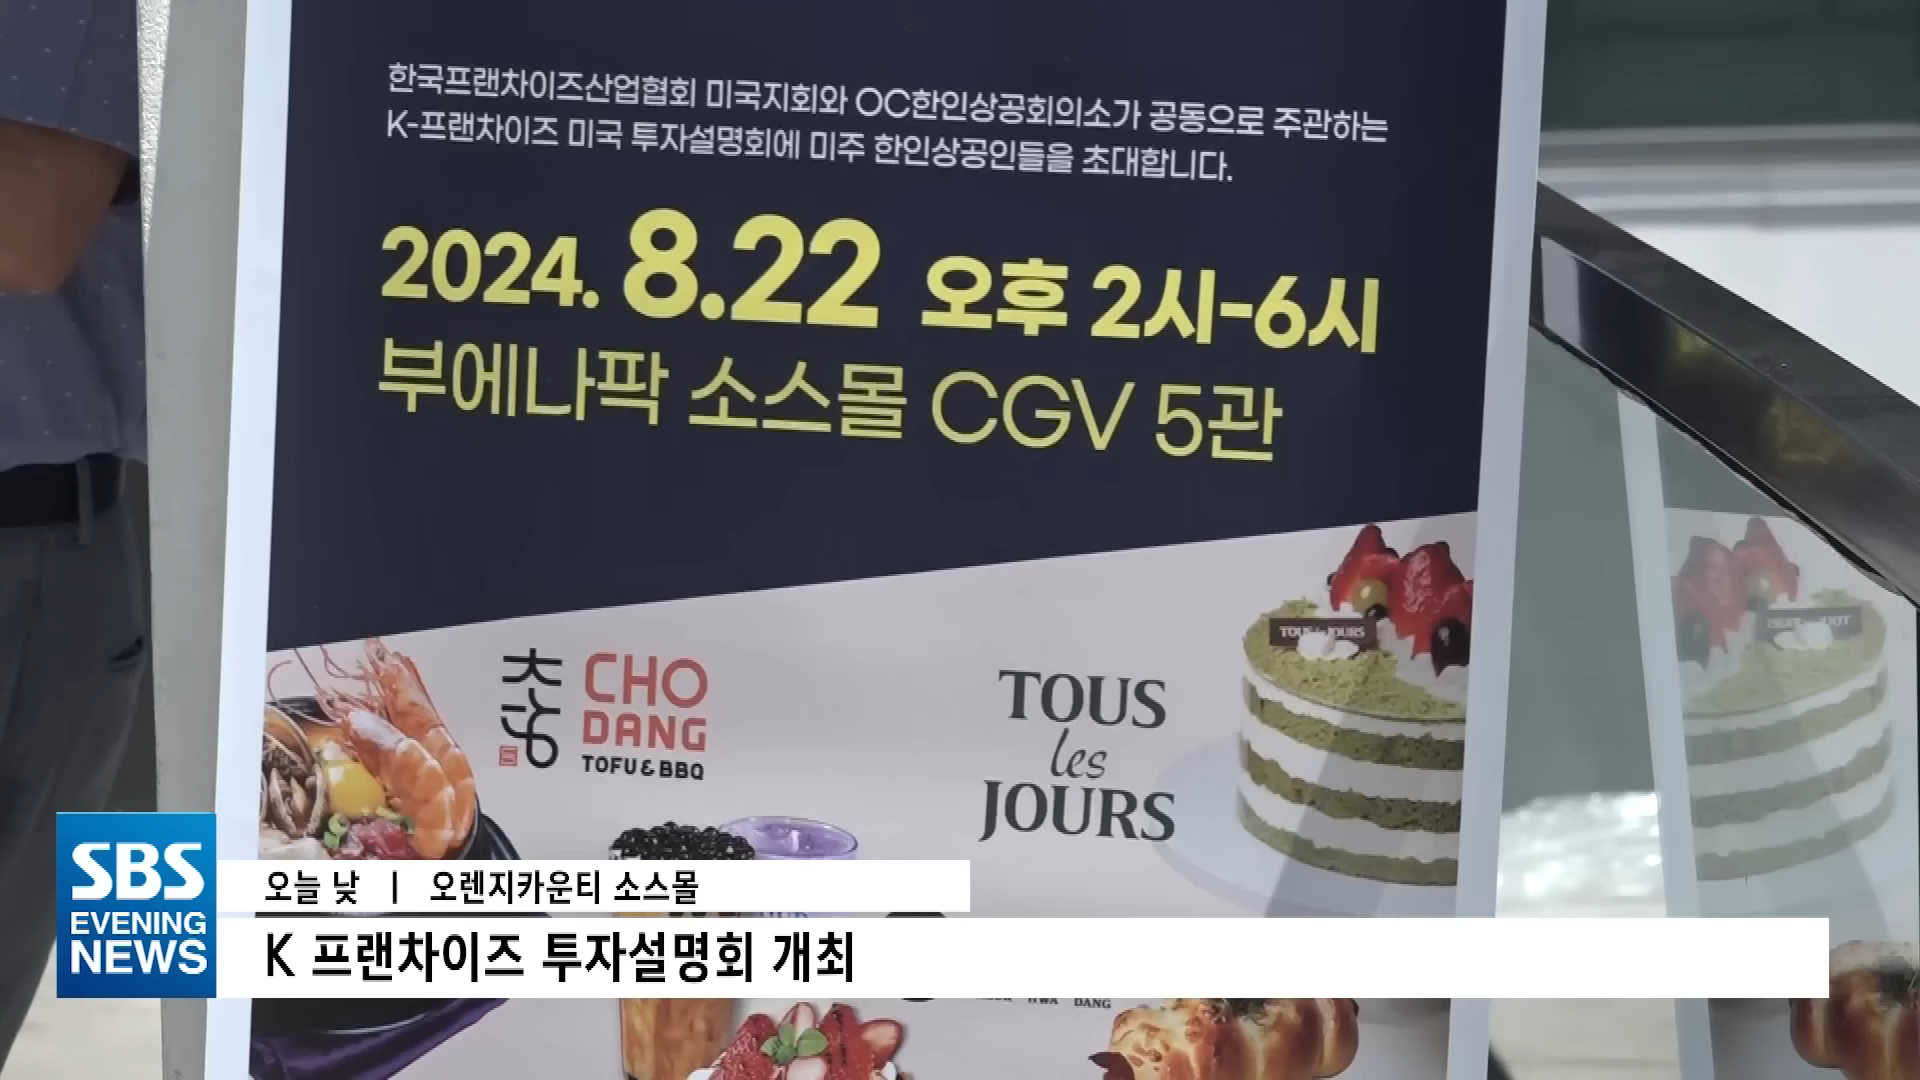 한국프랜차이즈산업협회 미국지회와 OC한인상공회의소가 공동으로 주관하는
K-프랜차이즈 미국 투자설명회에 미주 한인상공인들을 초대합니다.
2024. 8.22 오후 2시-6시
부에나팍 소스몰 CGV 5관
초당
CHO
DANG
TOFU & BBQ
TOUS
les
JOURS
TOUS les JOURS
HWA DANG
SBS
EVENING
NEWS
오늘 낮 | 오렌지카운티 소스몰
K 프랜차이즈 투자설명회 개최